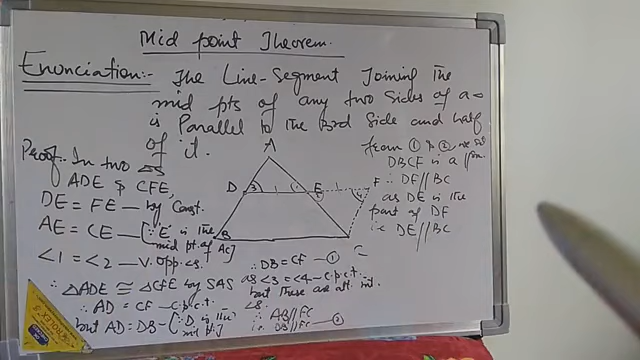 Mid point Theorem.
Enunciation:- The Line-Segment Joining The
mid pts of any two Sides of a
is Parallel to The 3rd Side and half
of it.
Proof:- In two △s
ADE & CFE,
DE = FE — by Const.
AE = CE — [∵ 'E' is the
mid pt. of AC]
∠1 = ∠2 — V. opp. ∠s.
∴ △ADE ≅ △CFE by SAS
∴ AD = CF — c.p.c.t.
but AD = DB — [∵ D is the
mid pt.]
A
D 3 1 E F
2 4
B C
∴ DB = CF — ①
as ∠3 = ∠4 — c.p.c.t.
but These are alt. int.
∠s.
∴ AB // FC
i.e. DB // FC — ②
from ① & ②, we
DBCF is a //gm.
∴ DF // BC
as DE is the
part of DF
i.e DE // BC